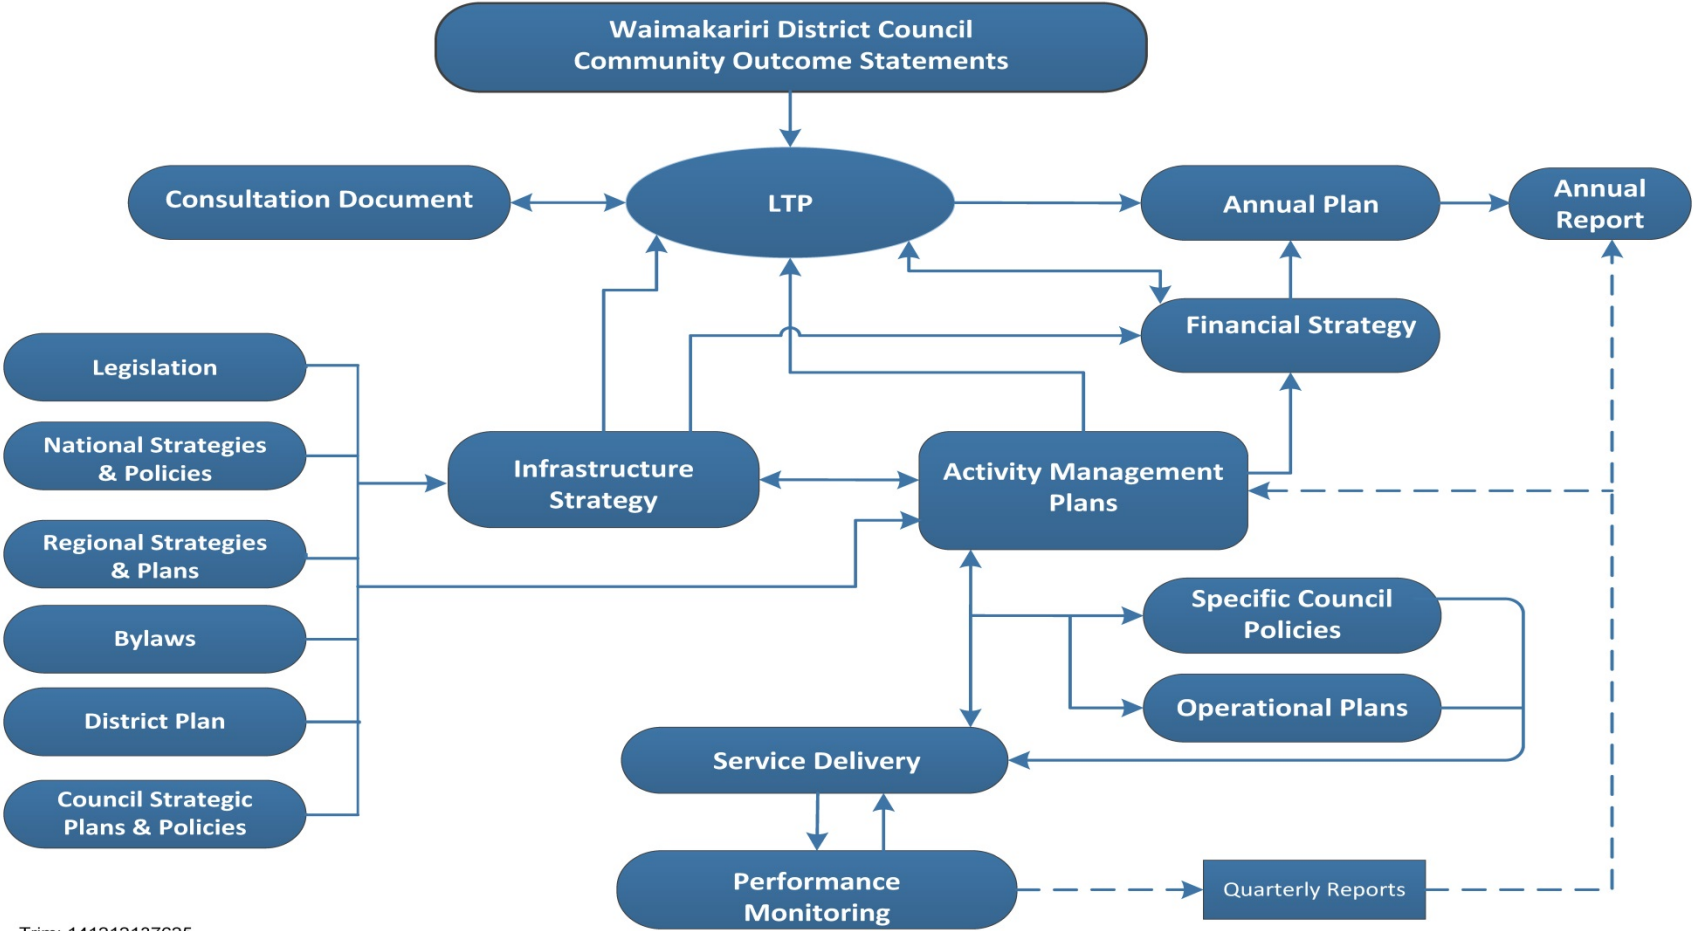 Waimakariri District Council
Community Outcome Statements
Consultation Document
LTP
Annual Plan
Annual
Report
Financial Strategy
Legislation
National Strategies
& Policies
Regional Strategies
& Plans
Bylaws
District Plan
Council Strategic
Plans & Policies
Infrastructure
Strategy
Activity Management
Plans
Specific Council
Policies
Operational Plans
Service Delivery
Performance
Monitoring
Quarterly Reports